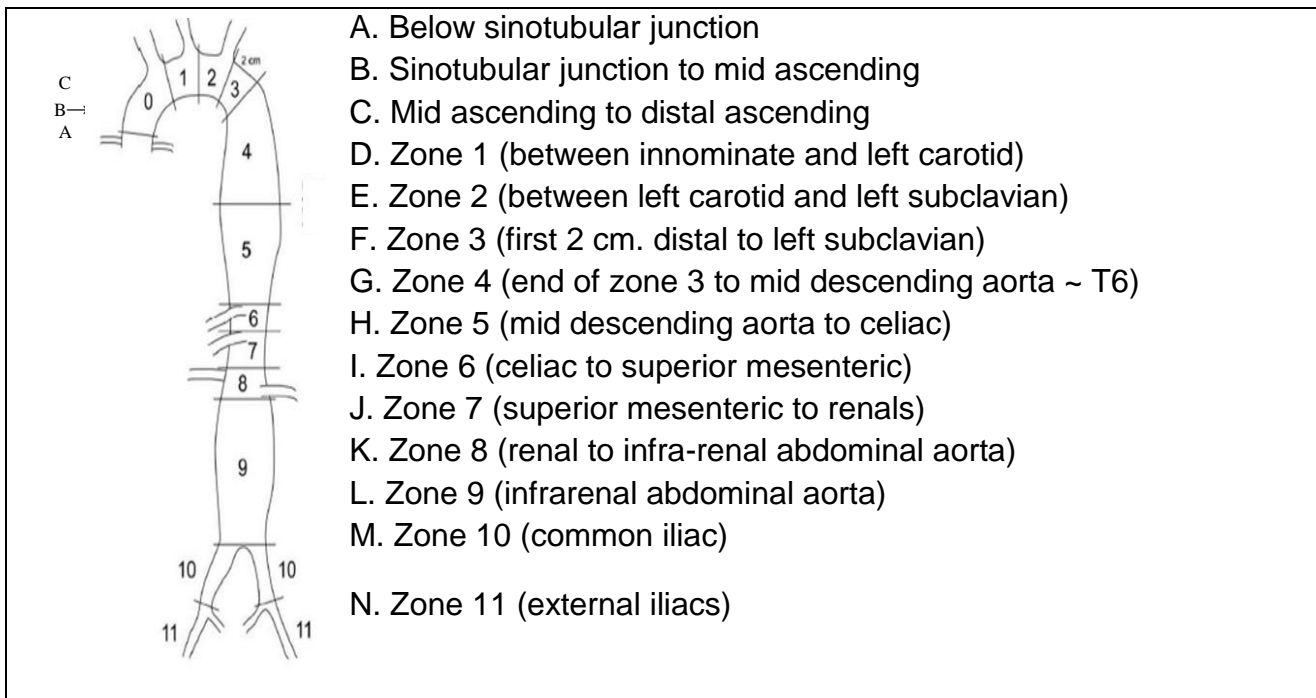 A. Below sinotubular junction
B. Sinotubular junction to mid ascending
C. Mid ascending to distal ascending
D. Zone 1 (between innominate and left carotid)
E. Zone 2 (between left carotid and left subclavian)
F. Zone 3 (first 2 cm. distal to left subclavian)
G. Zone 4 (end of zone 3 to mid descending aorta ~ T6)
H. Zone 5 (mid descending aorta to celiac)
I. Zone 6 (celiac to superior mesenteric)
J. Zone 7 (superior mesenteric to renals)
K. Zone 8 (renal to infra-renal abdominal aorta)
L. Zone 9 (infrarenal abdominal aorta)
M. Zone 10 (common iliac)
N. Zone 11 (external iliacs)
2 cm
C
B
A
0
1
2
3
4
5
6
7
8
9
10
10
11
11